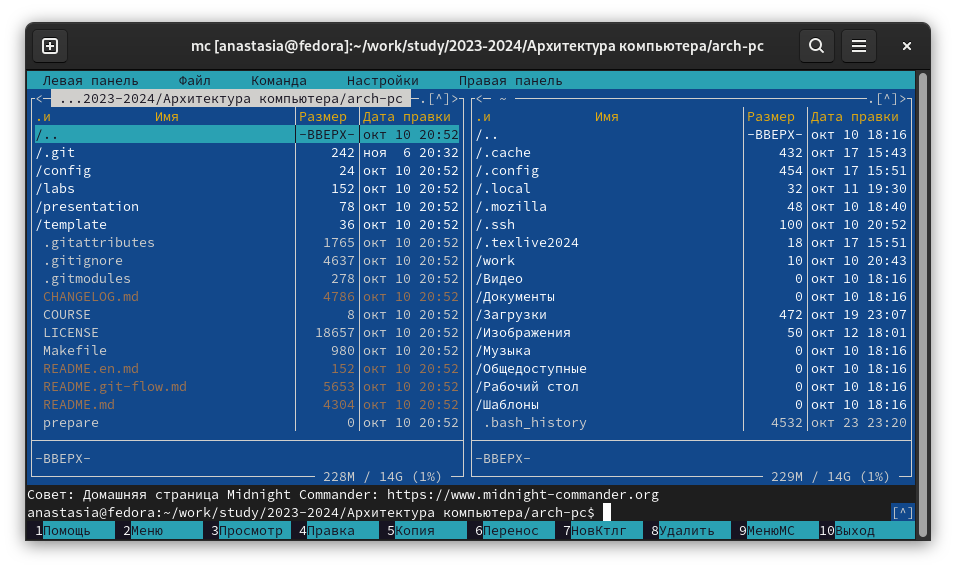 mc [anastasia@fedora]:~/work/study/2023-2024/Архитектура компьютера/arch-pc
Левая панель Файл Команда Настройки Правая панель
<─ ...2023-2024/Архитектура компьютера/arch-pc .[^]>
.и Имя Размер Дата правки
/.. -ВВЕРХ- окт 10 20:52
/.git 242 ноя 6 20:32
/config 24 окт 10 20:52
/labs 152 окт 10 20:52
/presentation 78 окт 10 20:52
/template 36 окт 10 20:52
.gitattributes 1765 окт 10 20:52
.gitignore 4637 окт 10 20:52
.gitmodules 278 окт 10 20:52
CHANGELOG.md 4786 окт 10 20:52
COURSE 8 окт 10 20:52
LICENSE 18657 окт 10 20:52
Makefile 980 окт 10 20:52
README.en.md 152 окт 10 20:52
README.git-flow.md 5653 окт 10 20:52
README.md 4304 окт 10 20:52
prepare 0 окт 10 20:52
-ВВЕРХ-
228M / 14G (1%)
<─ ~ .[^]>
.и Имя Размер Дата правки
/.. -ВВЕРХ- окт 10 18:16
/.cache 432 окт 17 15:43
/.config 454 окт 17 15:51
/.local 32 окт 11 19:30
/.mozilla 48 окт 10 18:40
/.ssh 100 окт 10 20:52
/.texlive2024 18 окт 17 15:51
/work 10 окт 10 20:43
/Видео 0 окт 10 18:16
/Документы 0 окт 10 18:16
/Загрузки 472 окт 19 23:07
/Изображения 50 окт 12 18:01
/Музыка 0 окт 10 18:16
/Общедоступные 0 окт 10 18:16
/Рабочий стол 0 окт 10 18:16
/Шаблоны 0 окт 10 18:16
.bash_history 4532 окт 23 23:20
-ВВЕРХ-
229M / 14G (1%)
Совет: Домашняя страница Midnight Commander: https://www.midnight-commander.org
anastasia@fedora:~/work/study/2023-2024/Архитектура компьютера/arch-pc$ [^]
1Помощь 2Меню 3Просмотр 4Правка 5Копия 6Перенос 7НовКтлг 8Удалить 9МенюМС 10Выход